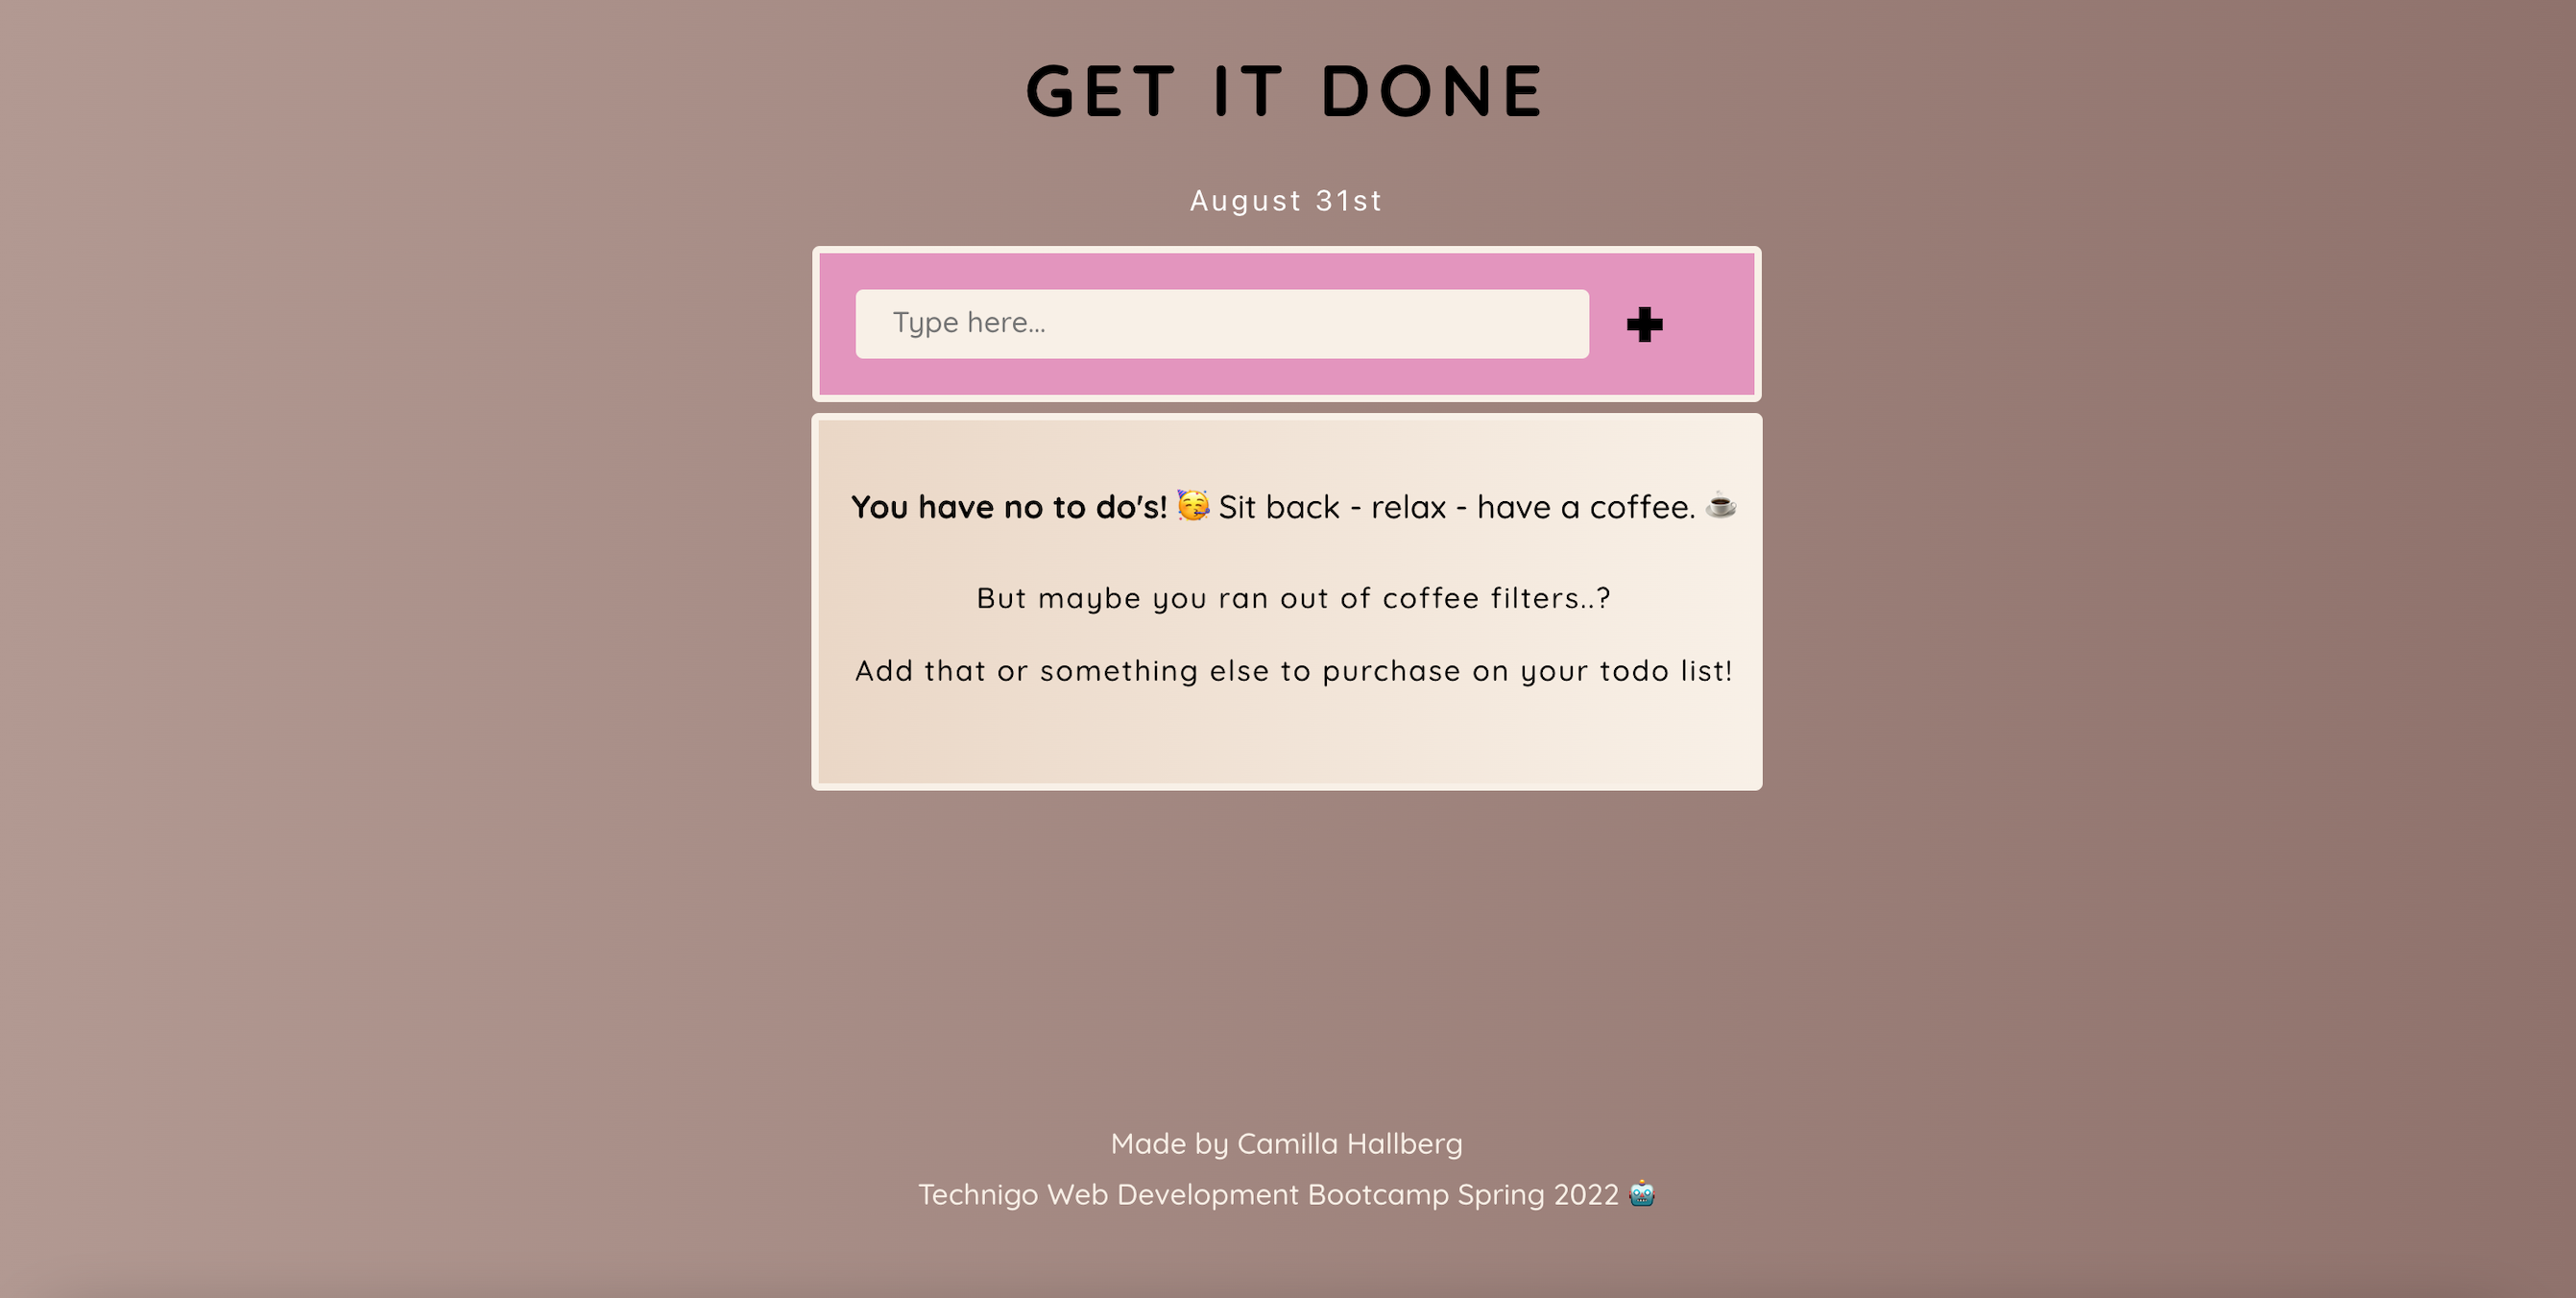 GET IT DONE
August 31st
Type here...
You have no to do's! 🥳 Sit back - relax - have a coffee. ☕
But maybe you ran out of coffee filters..?
Add that or something else to purchase on your todo list!
Made by Camilla Hallberg
Technigo Web Development Bootcamp Spring 2022 🤖